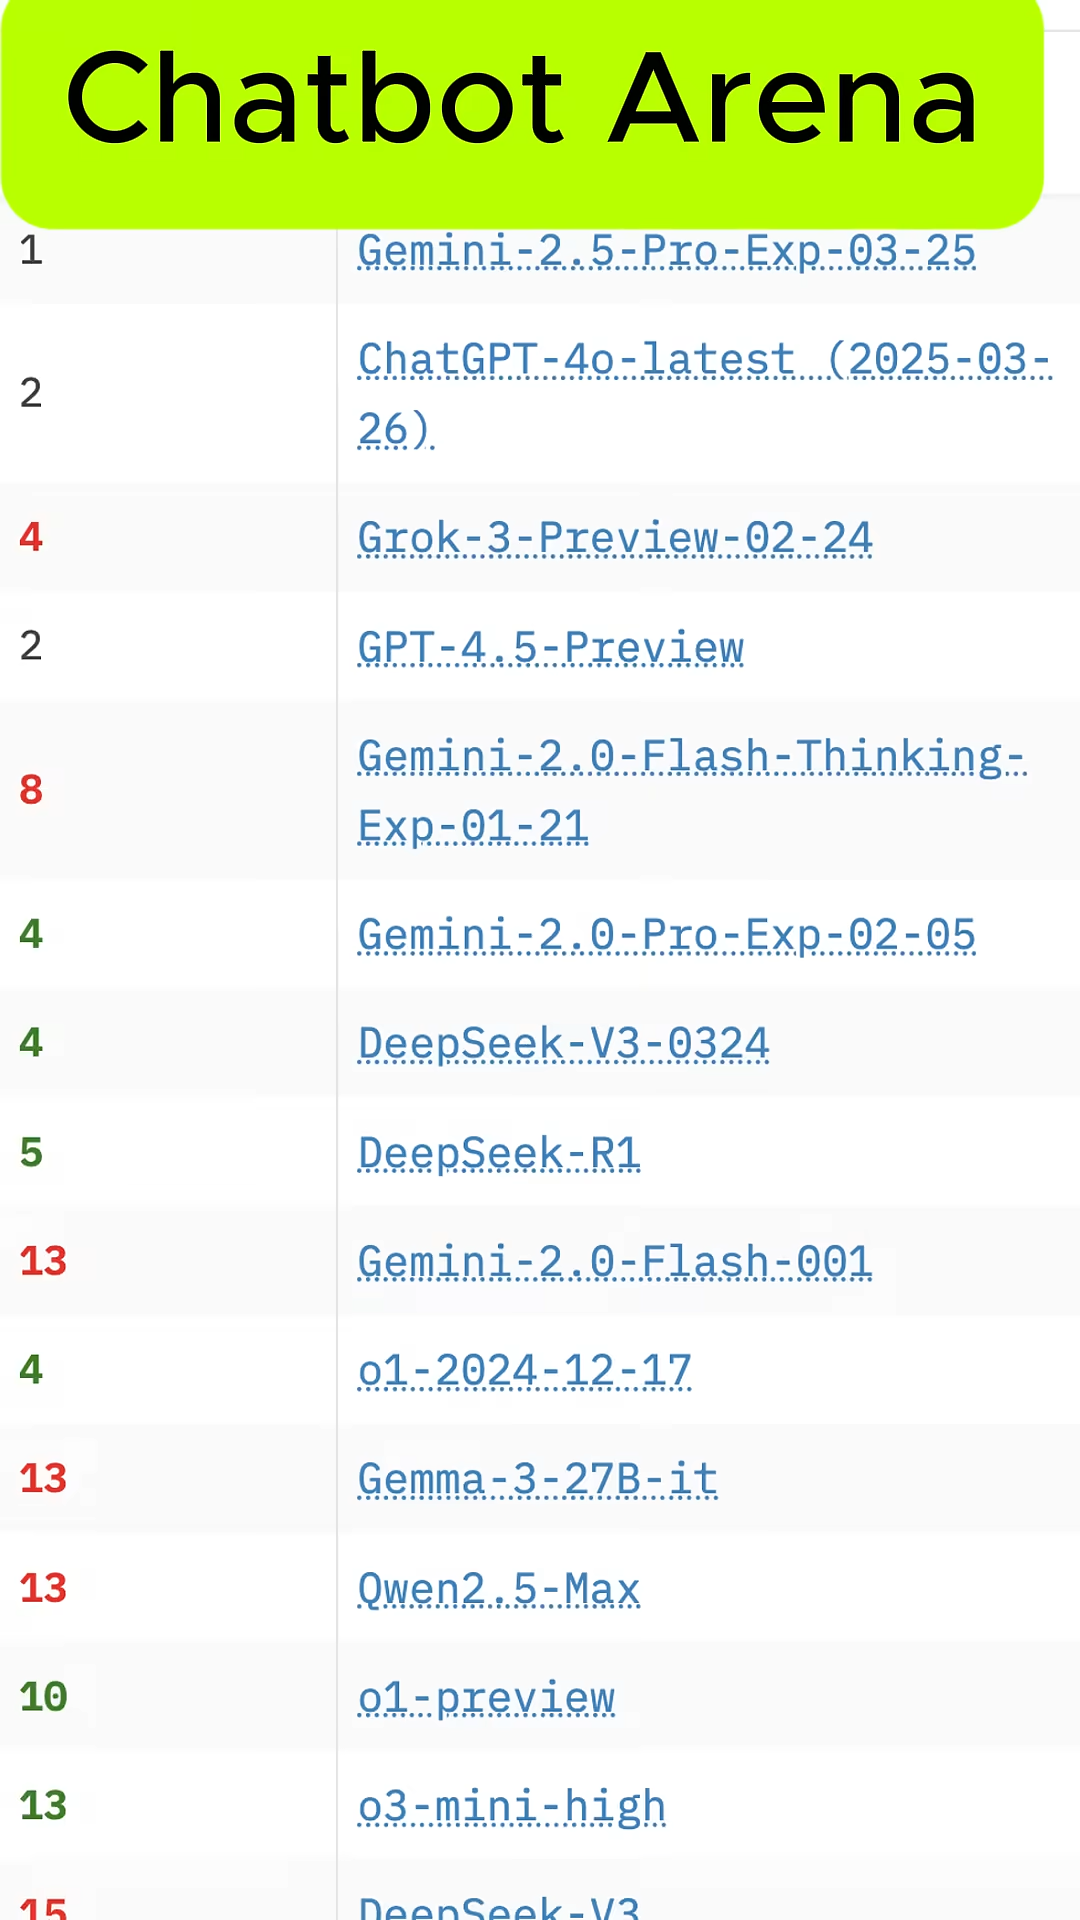 Chatbot Arena
1 Gemini-2.5-Pro-Exp-03-25
2 ChatGPT-4o-latest (2025-03-
26)
4 Grok-3-Preview-02-24
2 GPT-4.5-Preview
8 Gemini-2.0-Flash-Thinking-
Exp-01-21
4 Gemini-2.0-Pro-Exp-02-05
4 DeepSeek-V3-0324
5 DeepSeek-R1
13 Gemini-2.0-Flash-001
4 o1-2024-12-17
13 Gemma-3-27B-it
13 Qwen2.5-Max
10 o1-preview
13 o3-mini-high
15 DeepSeek-V3